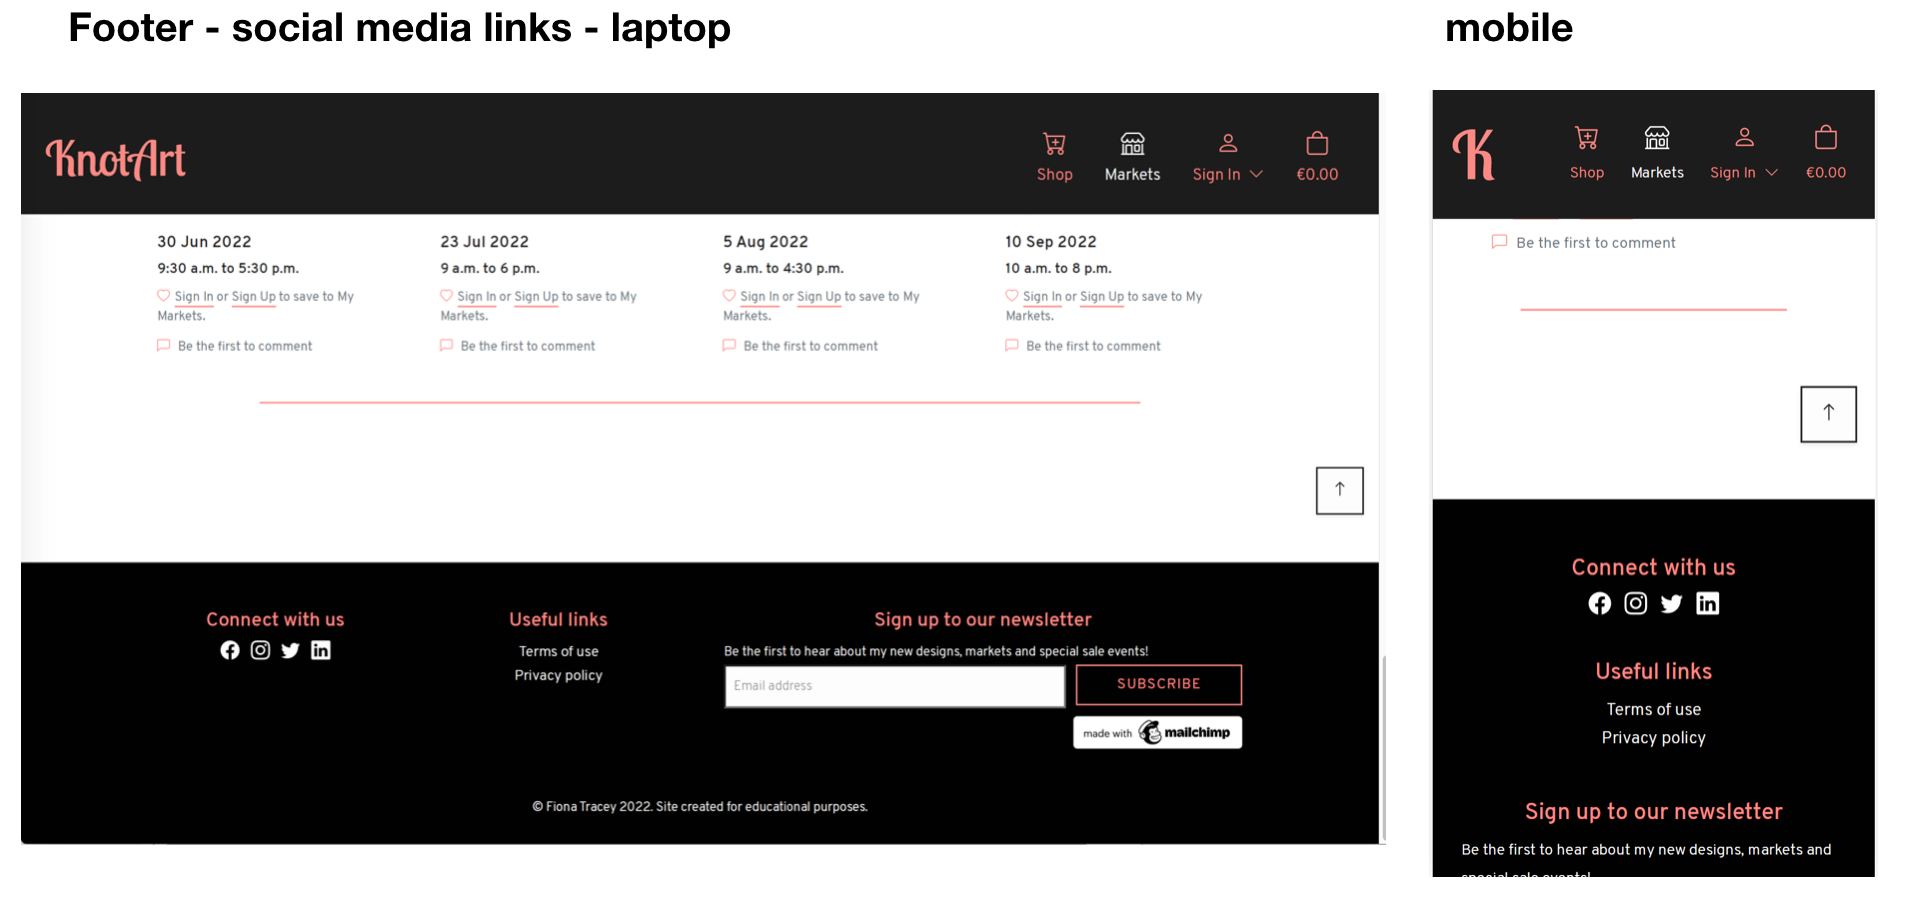 Footer - social media links - laptop
mobile
KnotArt
Shop
Markets
Sign In
€0.00
30 Jun 2022
9:30 a.m. to 5:30 p.m.
Sign In or Sign Up to save to My
Markets.
Be the first to comment
23 Jul 2022
9 a.m. to 6 p.m.
Sign In or Sign Up to save to My
Markets.
Be the first to comment
5 Aug 2022
9 a.m. to 4:30 p.m.
Sign In or Sign Up to save to My
Markets.
Be the first to comment
10 Sep 2022
10 a.m. to 8 p.m.
Sign In or Sign Up to save to My
Markets.
Be the first to comment
Connect with us
Useful links
Terms of use
Privacy policy
Sign up to our newsletter
Be the first to hear about my new designs, markets and special sale events!
Email address
SUBSCRIBE
made with mailchimp
© Fiona Tracey 2022. Site created for educational purposes.
K
Shop
Markets
Sign In
€0.00
Be the first to comment
Connect with us
Useful links
Terms of use
Privacy policy
Sign up to our newsletter
Be the first to hear about my new designs, markets and
special sale events!